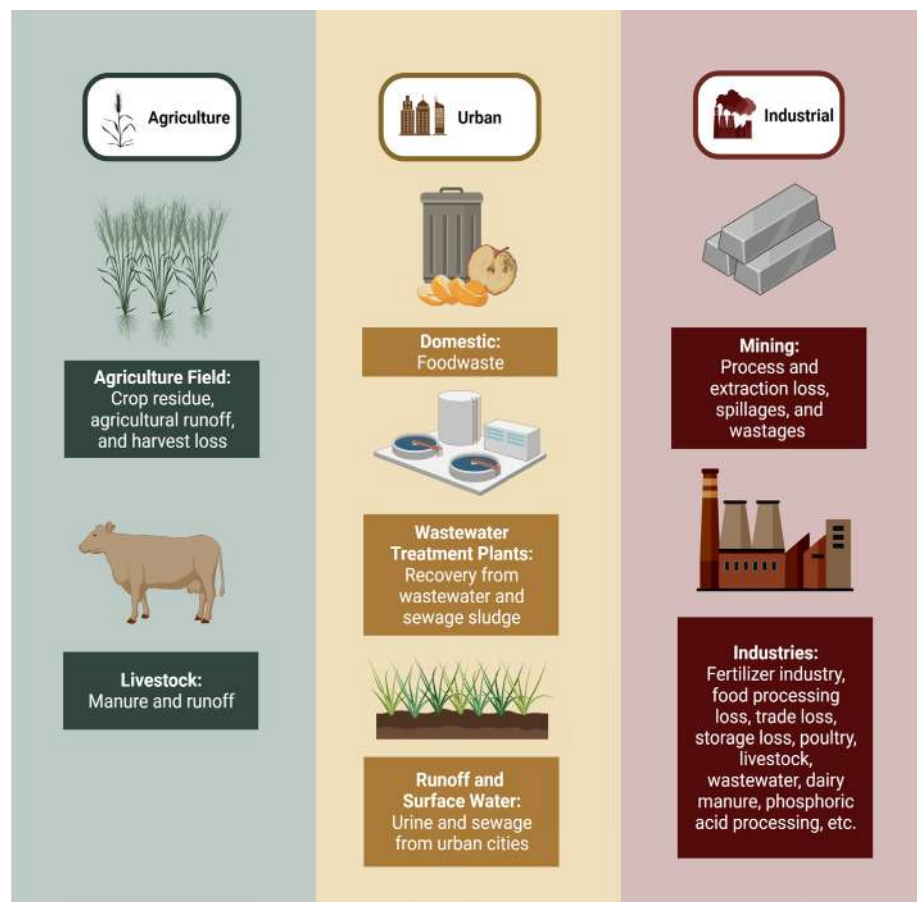 Agriculture
Agriculture Field:
Crop residue,
agricultural runoff,
and harvest loss
Livestock:
Manure and runoff
Urban
Domestic:
Foodwaste
Wastewater
Treatment Plants:
Recovery from
wastewater and
sewage sludge
Runoff and
Surface Water:
Urine and sewage
from urban cities
Industrial
Mining:
Process and
extraction loss,
spillages, and
wastages
Industries:
Fertilizer industry,
food processing
loss, trade loss,
storage loss, poultry,
livestock,
wastewater, dairy
manure, phosphoric
acid processing, etc.